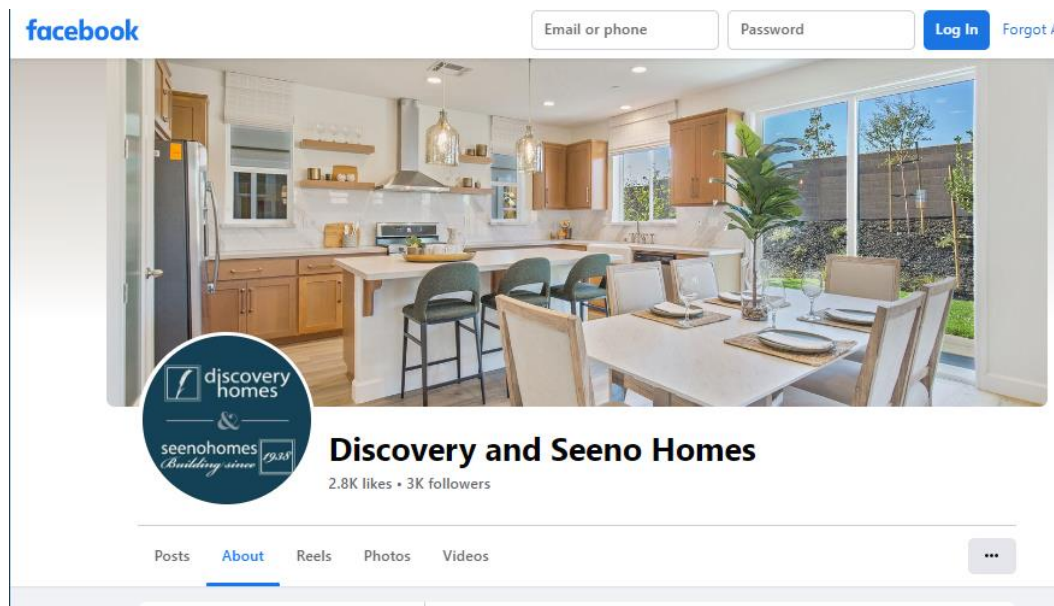 facebook
Email or phone
Password
Log In
Forgot A
discovery
homes
&
seenohomes
Building since 1938
Discovery and Seeno Homes
2.8K likes • 3K followers
Posts
About
Reels
Photos
Videos
...